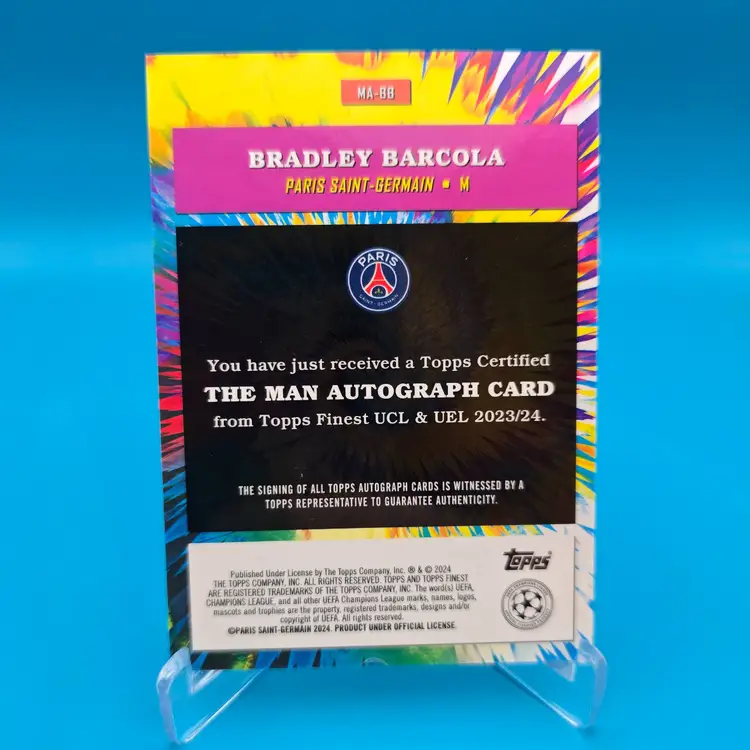 MA-BB
BRADLEY BARCOLA
PARIS SAINT-GERMAIN • M
PARIS
SAINT-GERMAIN
You have just received a Topps Certified
THE MAN AUTOGRAPH CARD
from Topps Finest UCL & UEL 2023/24.
THE SIGNING OF ALL TOPPS AUTOGRAPH CARDS IS WITNESSED BY A
TOPPS REPRESENTATIVE TO GUARANTEE AUTHENTICITY.
Topps
Published Under License by The Topps Company, Inc. ® & © 2024
THE TOPPS COMPANY, INC. ALL RIGHTS RESERVED. TOPPS AND TOPPS FINEST
ARE REGISTERED TRADEMARKS OF THE TOPPS COMPANY, INC. The word(s) UEFA,
CHAMPIONS LEAGUE, and all other UEFA Champions League marks, names, logos,
mascots and trophies are the property, registered trademarks, designs and/or
copyright of UEFA. All rights reserved.
©PARIS SAINT-GERMAIN 2024. PRODUCT UNDER OFFICIAL LICENSE.